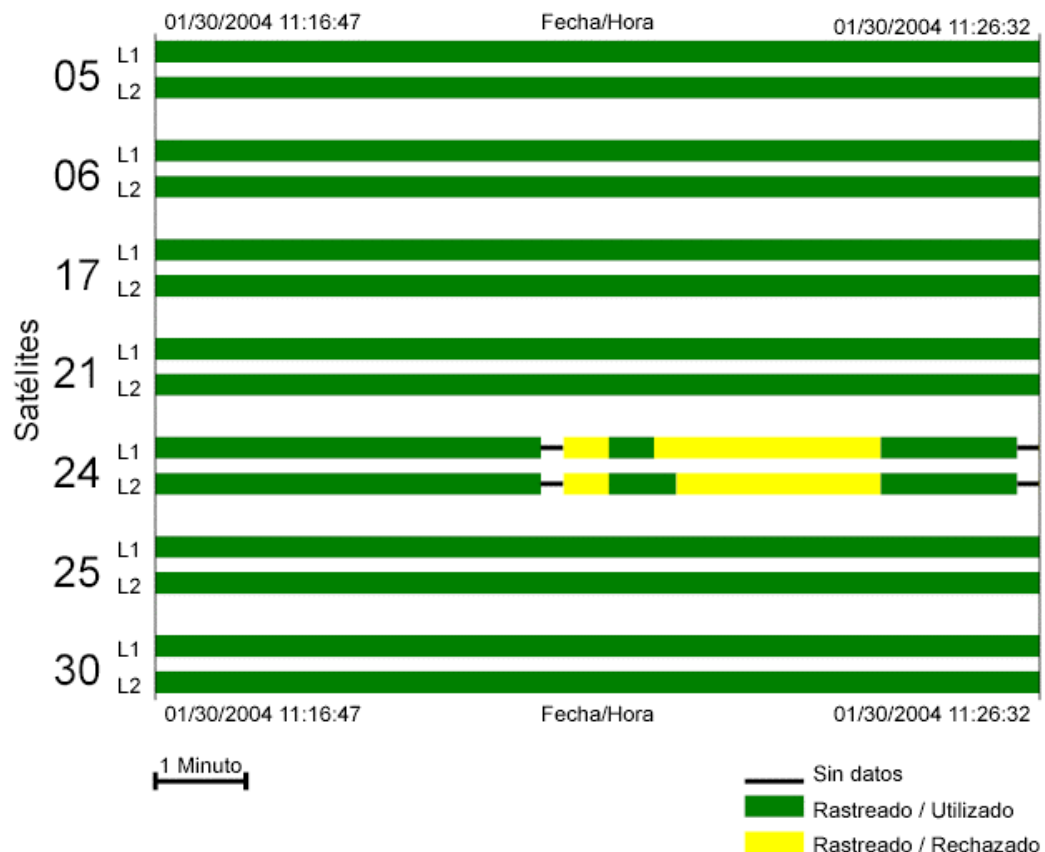 01/30/2004 11:16:47 Fecha/Hora 01/30/2004 11:26:32
Satélites
05 L1
L2
06 L1
L2
17 L1
L2
21 L1
L2
24 L1
L2
25 L1
L2
30 L1
L2
01/30/2004 11:16:47 Fecha/Hora 01/30/2004 11:26:32
1 Minuto
Sin datos
Rastreado / Utilizado
Rastreado / Rechazado